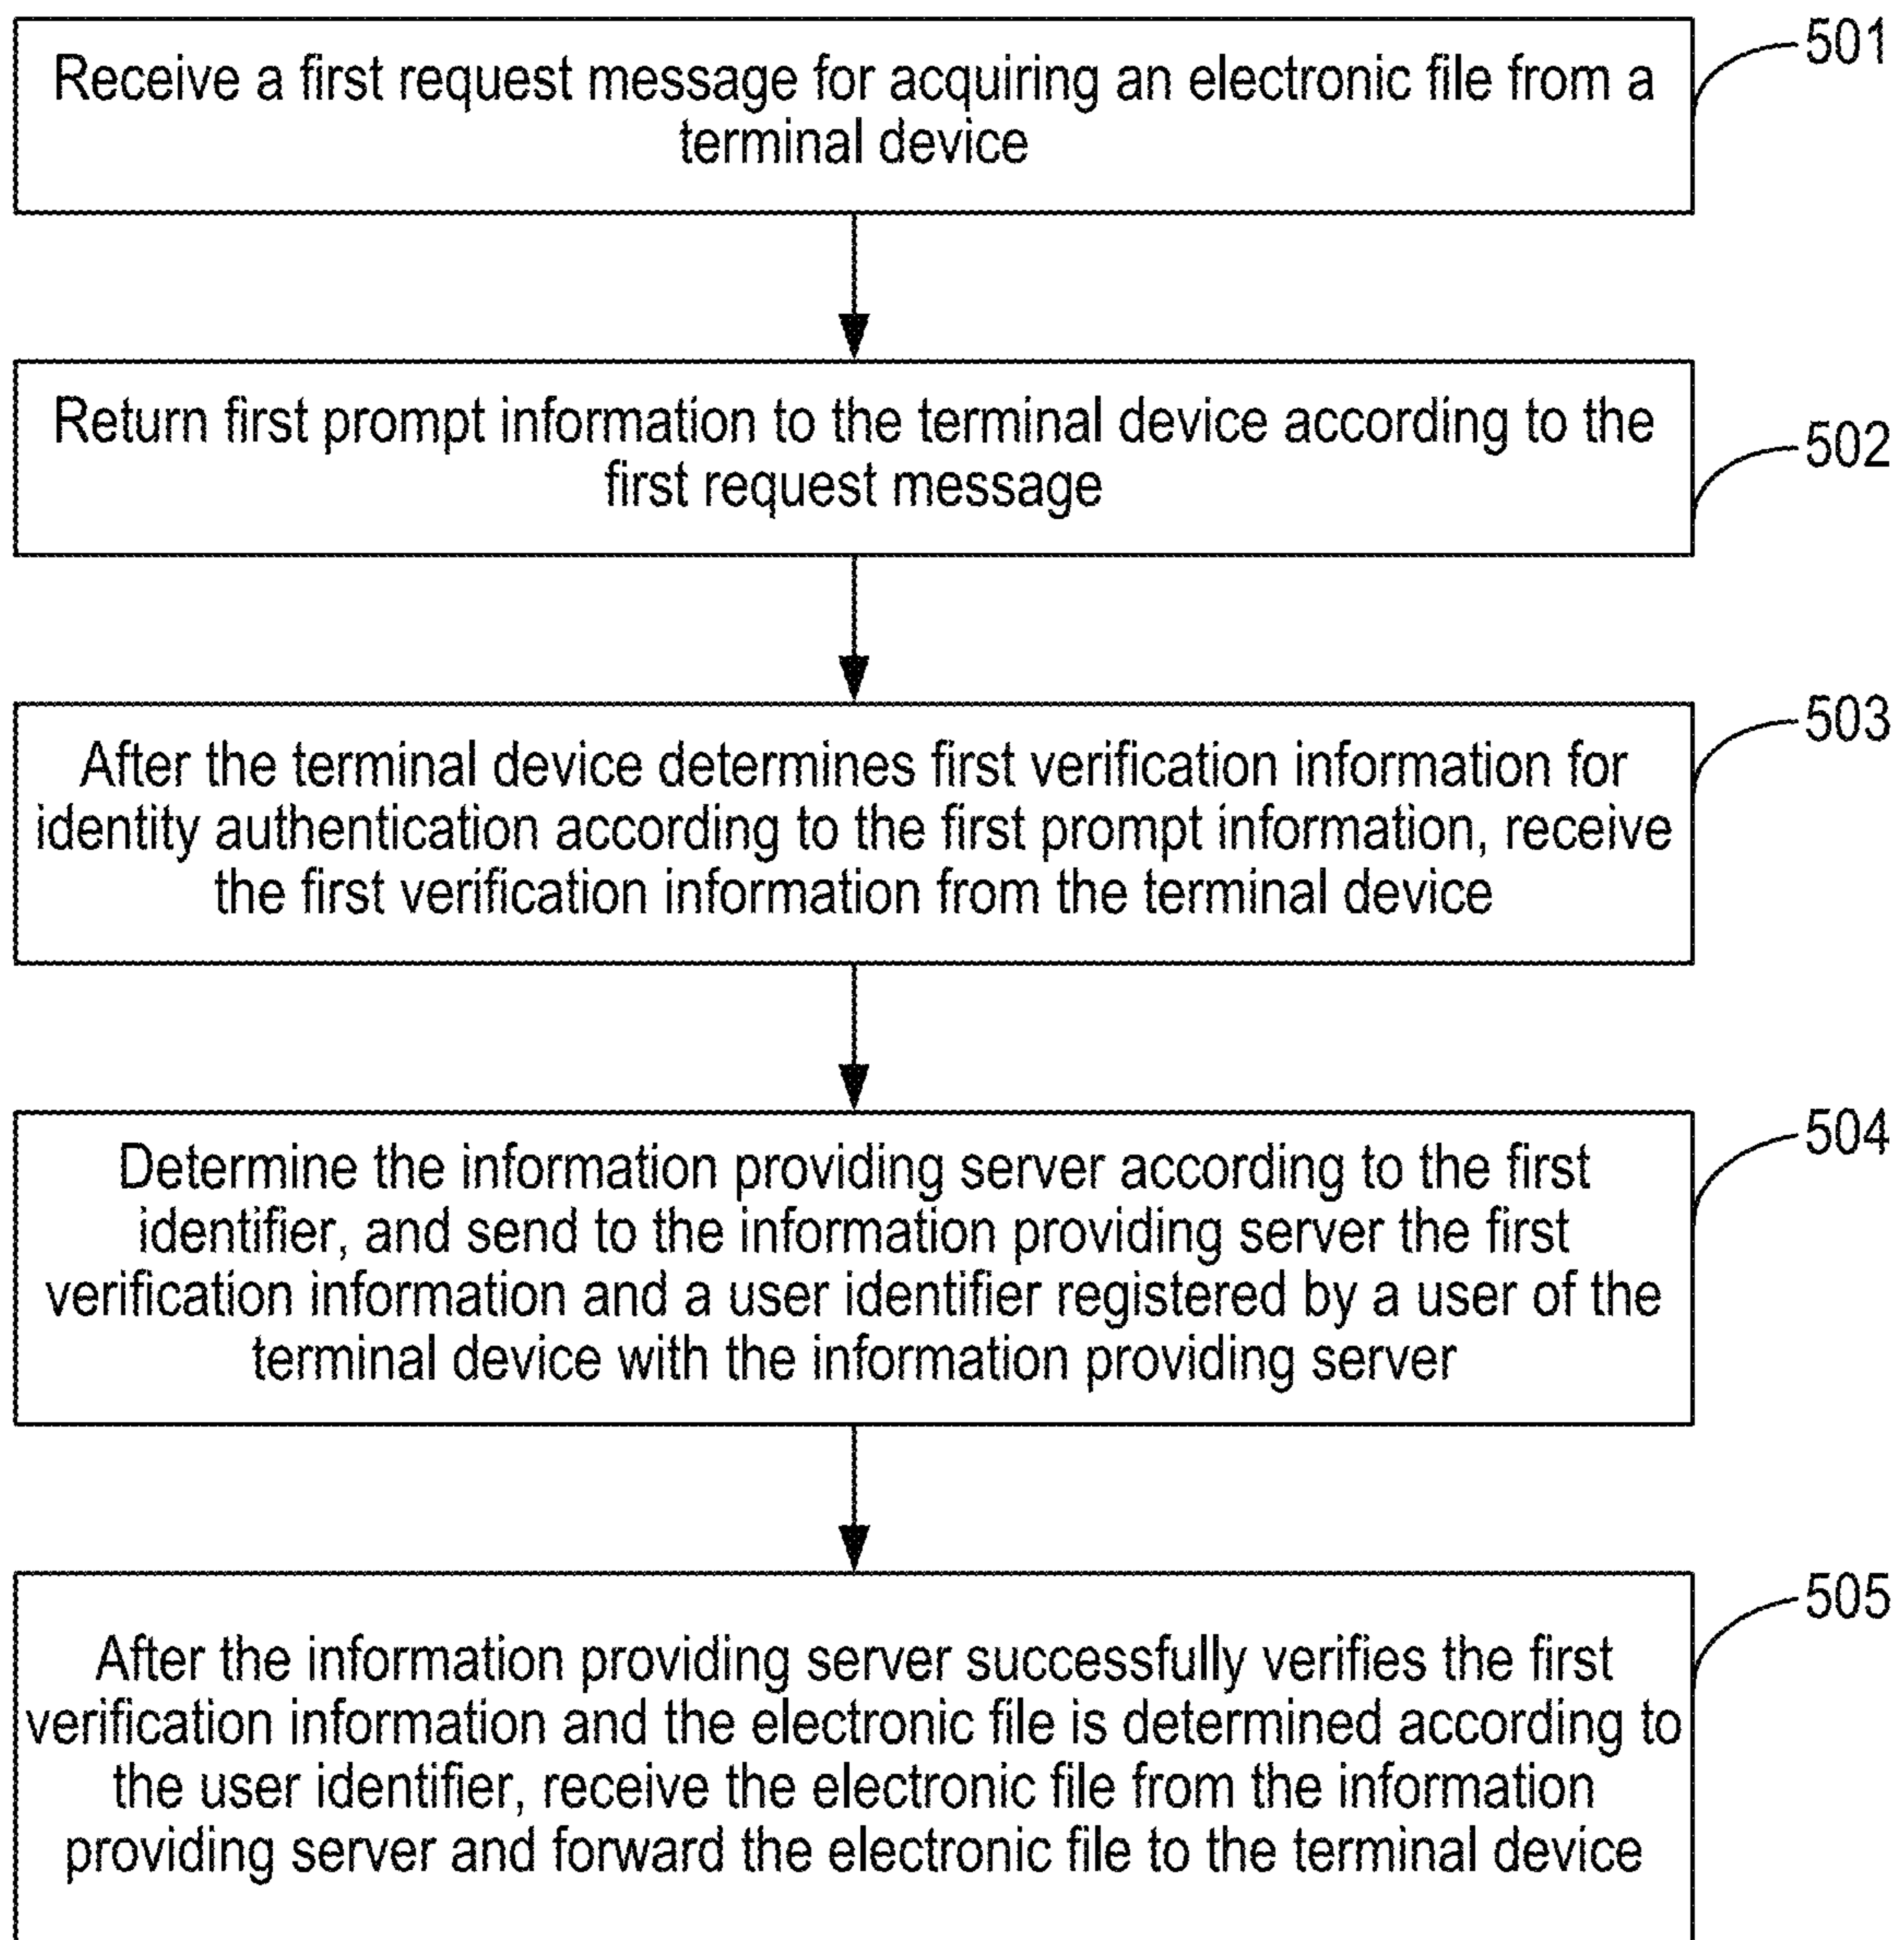 Receive a first request message for acquiring an electronic file from a
terminal device
501
Return first prompt information to the terminal device according to the
first request message
502
After the terminal device determines first verification information for
identity authentication according to the first prompt information, receive
the first verification information from the terminal device
503
Determine the information providing server according to the first
identifier, and send to the information providing server the first
verification information and a user identifier registered by a user of the
terminal device with the information providing server
504
After the information providing server successfully verifies the first
verification information and the electronic file is determined according to
the user identifier, receive the electronic file from the information
providing server and forward the electronic file to the terminal device
505